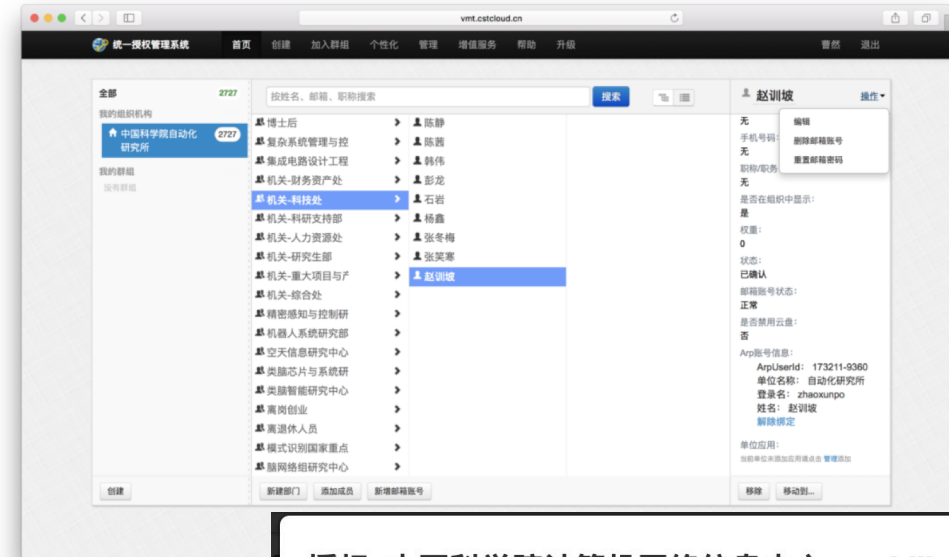 vmt.cstcloud.cn
统一授权管理系统
首页 创建 加入群组 个性化 管理 增值服务 帮助 升级
曹然 退出
全部 2727
我的组织机构
中国科学院自动化研究所 2727
我的群组
没有群组
创建
按姓名、邮箱、职称搜索
搜索
博士后
复杂系统管理与控
集成电路设计工程
机关-财务资产处
机关-科技处
机关-科研支持部
机关-人力资源处
机关-研究生部
机关-重大项目与产
机关-综合处
精密感知与控制研
机器人系统研究部
空天信息研究中心
类脑芯片与系统研
类脑智能研究中心
离岗创业
离退休人员
模式识别国家重点
脑网络组研究中心
陈静
陈茜
韩伟
彭龙
石岩
杨鑫
张冬梅
张笑寒
赵训坡
新建部门 添加成员 新增邮箱账号
赵训坡 操作
编辑
删除邮箱账号
重置邮箱密码
无
手机号码:
无
职称/职务
无
是否在组织中显示:
是
权重:
0
状态:
已确认
邮箱账号状态:
正常
是否禁用云盘:
否
Arp账号信息:
ArpUserId: 173211-9360
单位名称: 自动化研究所
登录名: zhaoxunpo
姓名: 赵训坡
解除绑定
单位应用:
当前单位未添加应用请点击 管理添加
移除 移动到...